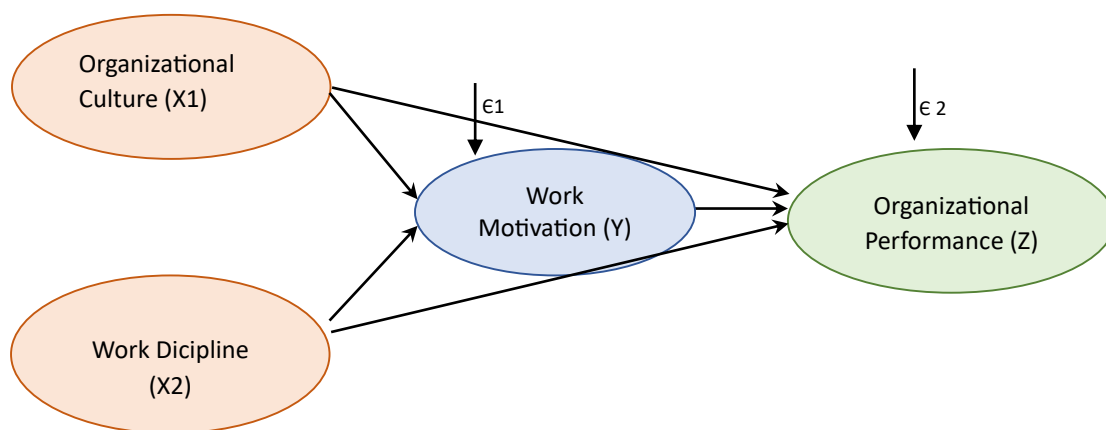 Organizational
Culture (X1)
Є1
Є 2
Work
Motivation (Y)
Organizational
Performance (Z)
Work Dicipline
(X2)